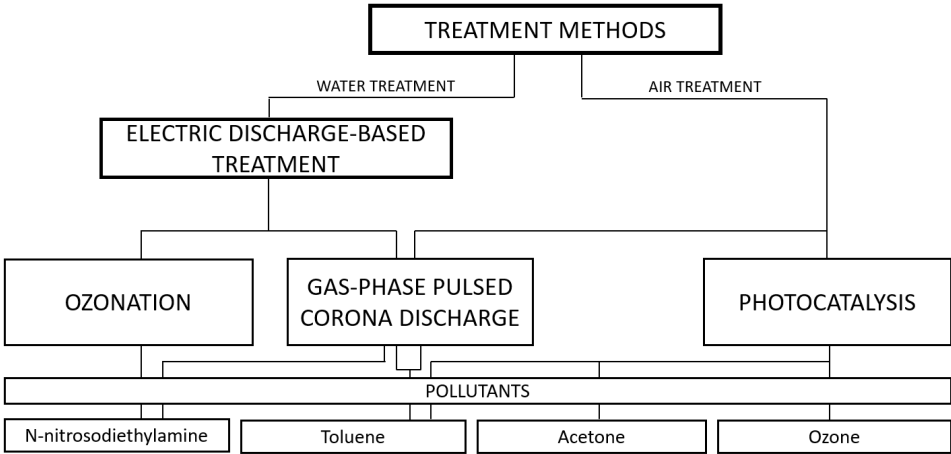 TREATMENT METHODS
WATER TREATMENT
AIR TREATMENT
ELECTRIC DISCHARGE-BASED
TREATMENT
OZONATION
GAS-PHASE PULSED
CORONA DISCHARGE
PHOTOCATALYSIS
POLLUTANTS
N-nitrosodiethylamine
Toluene
Acetone
Ozone